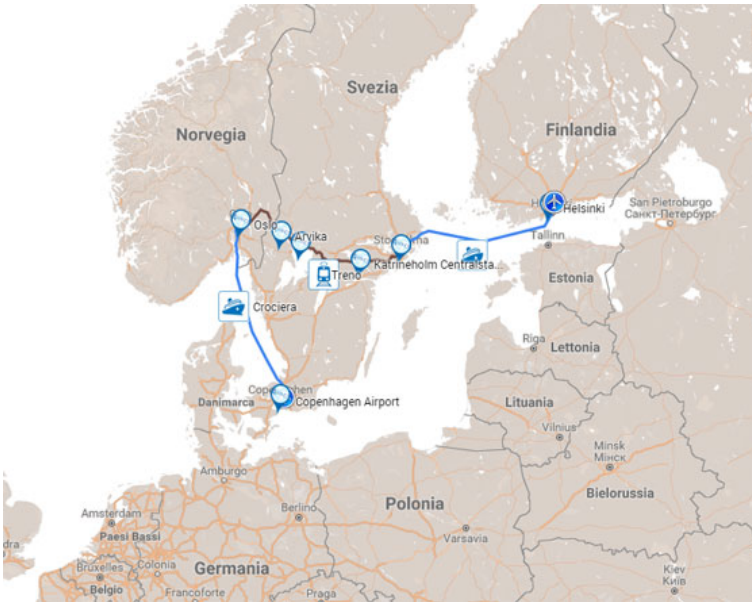 Svezia
Norvegia
Finlandia
San Pietroburgo
Санкт-Петербург
Helsinki
Oslo
Arvika
Tallinn
Katrineholm Centralsta...
Treno
Estonia
Crociera
Riga
Lettonia
Copenhagen Airport
Danimarca
Lituania
Vilnius
Minsk
Мінск
Amburgo
Bielorussia
Berlino
Polonia
Amsterdam
Paesi Bassi
Varsavia
Bruxelles
Colonia
Germania
Kiev
Київ
Belgio
Francoforte
Praga